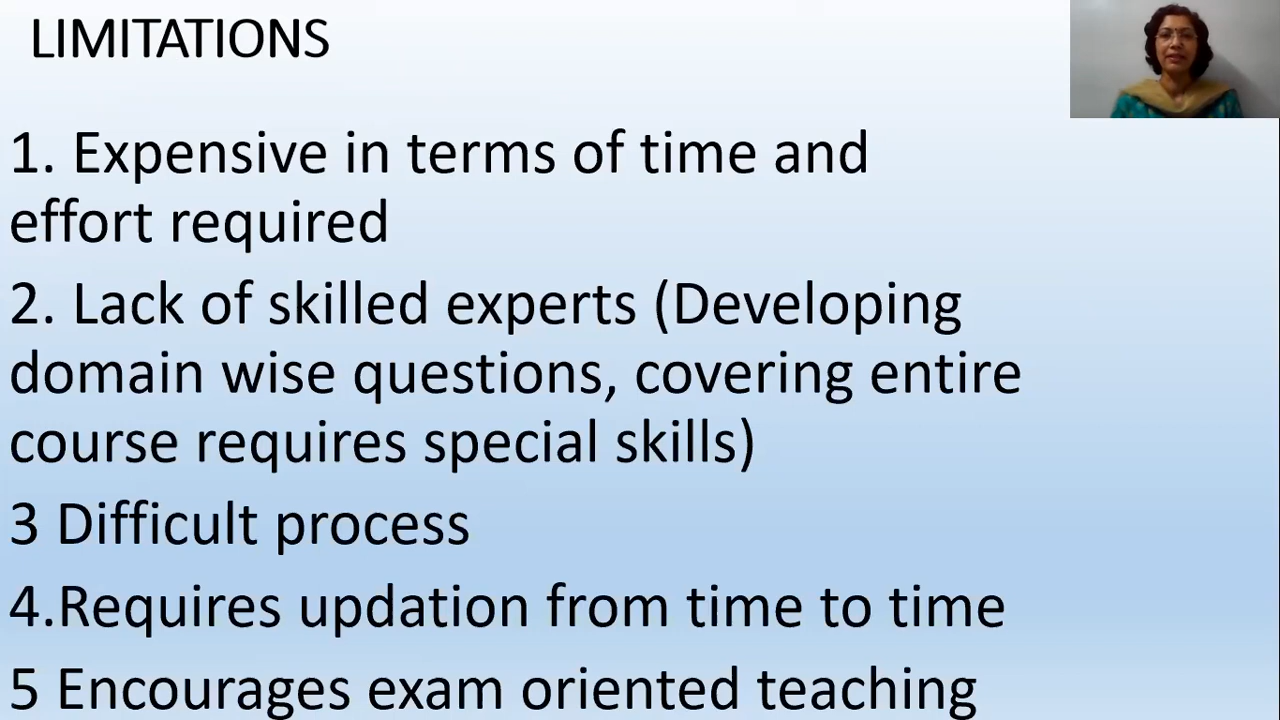 LIMITATIONS
1. Expensive in terms of time and
effort required
2. Lack of skilled experts (Developing
domain wise questions, covering entire
course requires special skills)
3 Difficult process
4.Requires updation from time to time
5 Encourages exam oriented teaching